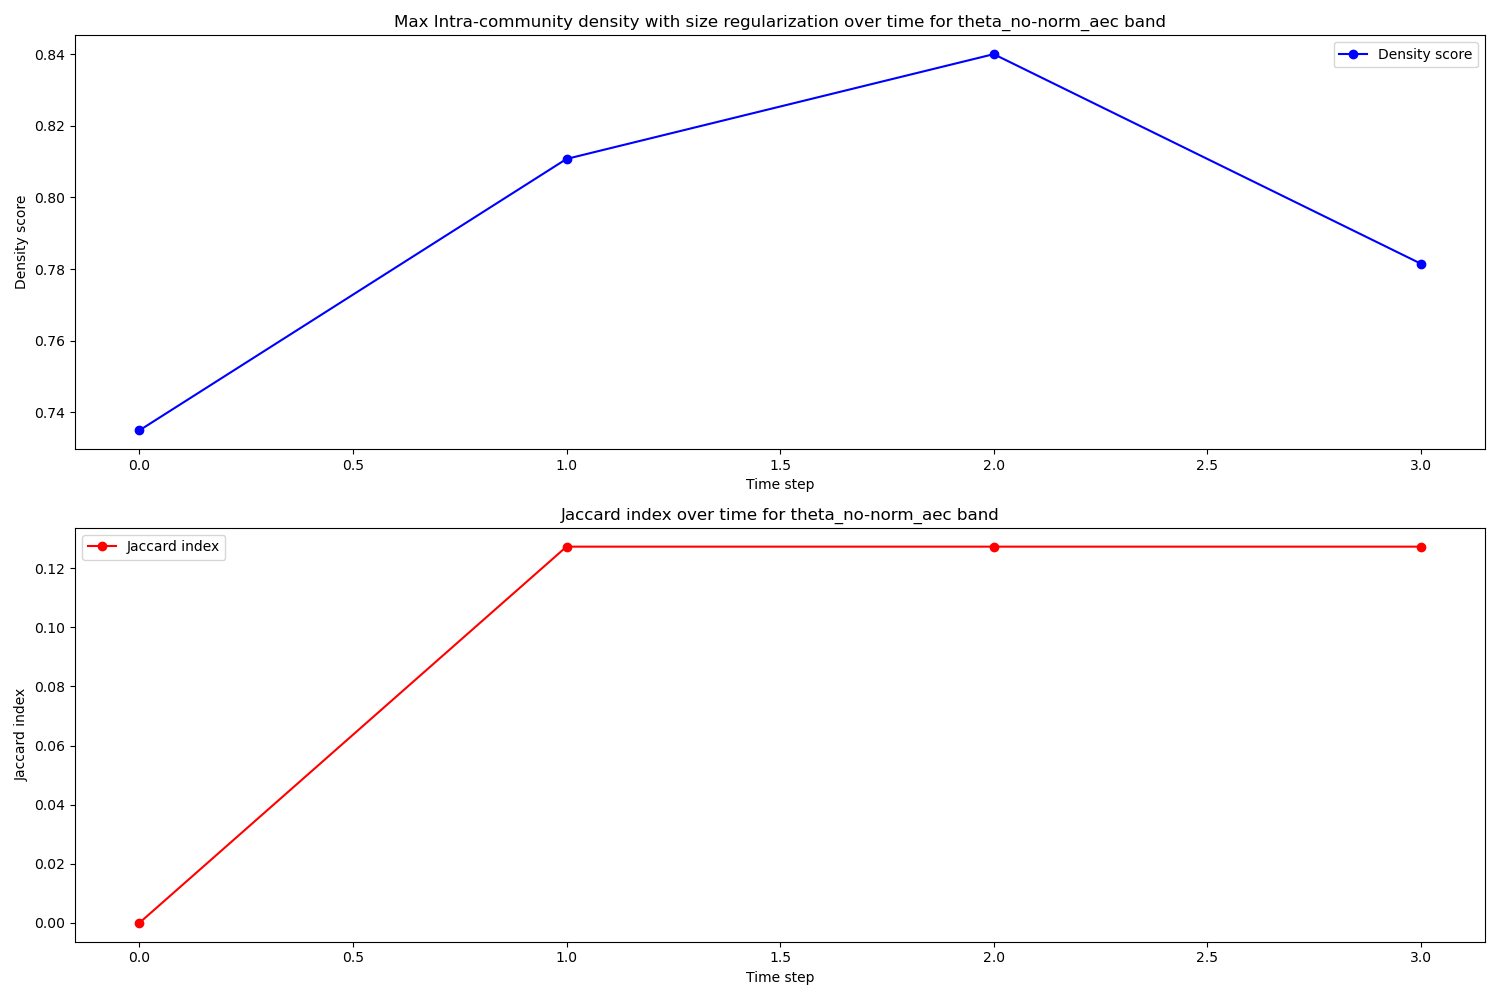 Max Intra-community density with size regularization over time for theta_no-norm_aec band
Density score
0.84
0.82
0.80
0.78
0.76
0.74
Density score
0.0 0.5 1.0 1.5 2.0 2.5 3.0
Time step
Jaccard index over time for theta_no-norm_aec band
Jaccard index
0.12
0.10
0.08
0.06
0.04
0.02
0.00
Jaccard index
0.0 0.5 1.0 1.5 2.0 2.5 3.0
Time step